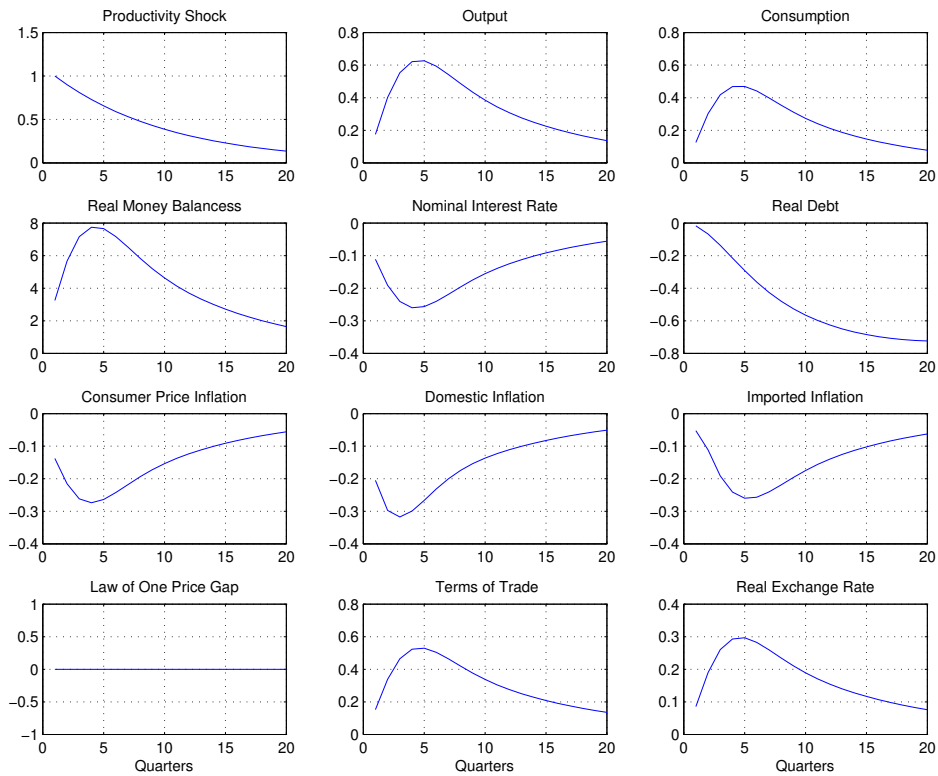 Productivity Shock
1.5
1
0.5
0
0 5 10 15 20
Output
0.8
0.6
0.4
0.2
0
0 5 10 15 20
Consumption
0.8
0.6
0.4
0.2
0
0 5 10 15 20
Real Money Balancess
8
6
4
2
0
0 5 10 15 20
Nominal Interest Rate
0
−0.1
−0.2
−0.3
−0.4
0 5 10 15 20
Real Debt
0
−0.2
−0.4
−0.6
−0.8
0 5 10 15 20
Consumer Price Inflation
0
−0.1
−0.2
−0.3
−0.4
0 5 10 15 20
Domestic Inflation
0
−0.1
−0.2
−0.3
−0.4
0 5 10 15 20
Imported Inflation
0
−0.1
−0.2
−0.3
−0.4
0 5 10 15 20
Law of One Price Gap
1
0.5
0
−0.5
−1
0 5 10 15 20
Quarters
Terms of Trade
0.8
0.6
0.4
0.2
0
0 5 10 15 20
Quarters
Real Exchange Rate
0.4
0.3
0.2
0.1
0
0 5 10 15 20
Quarters